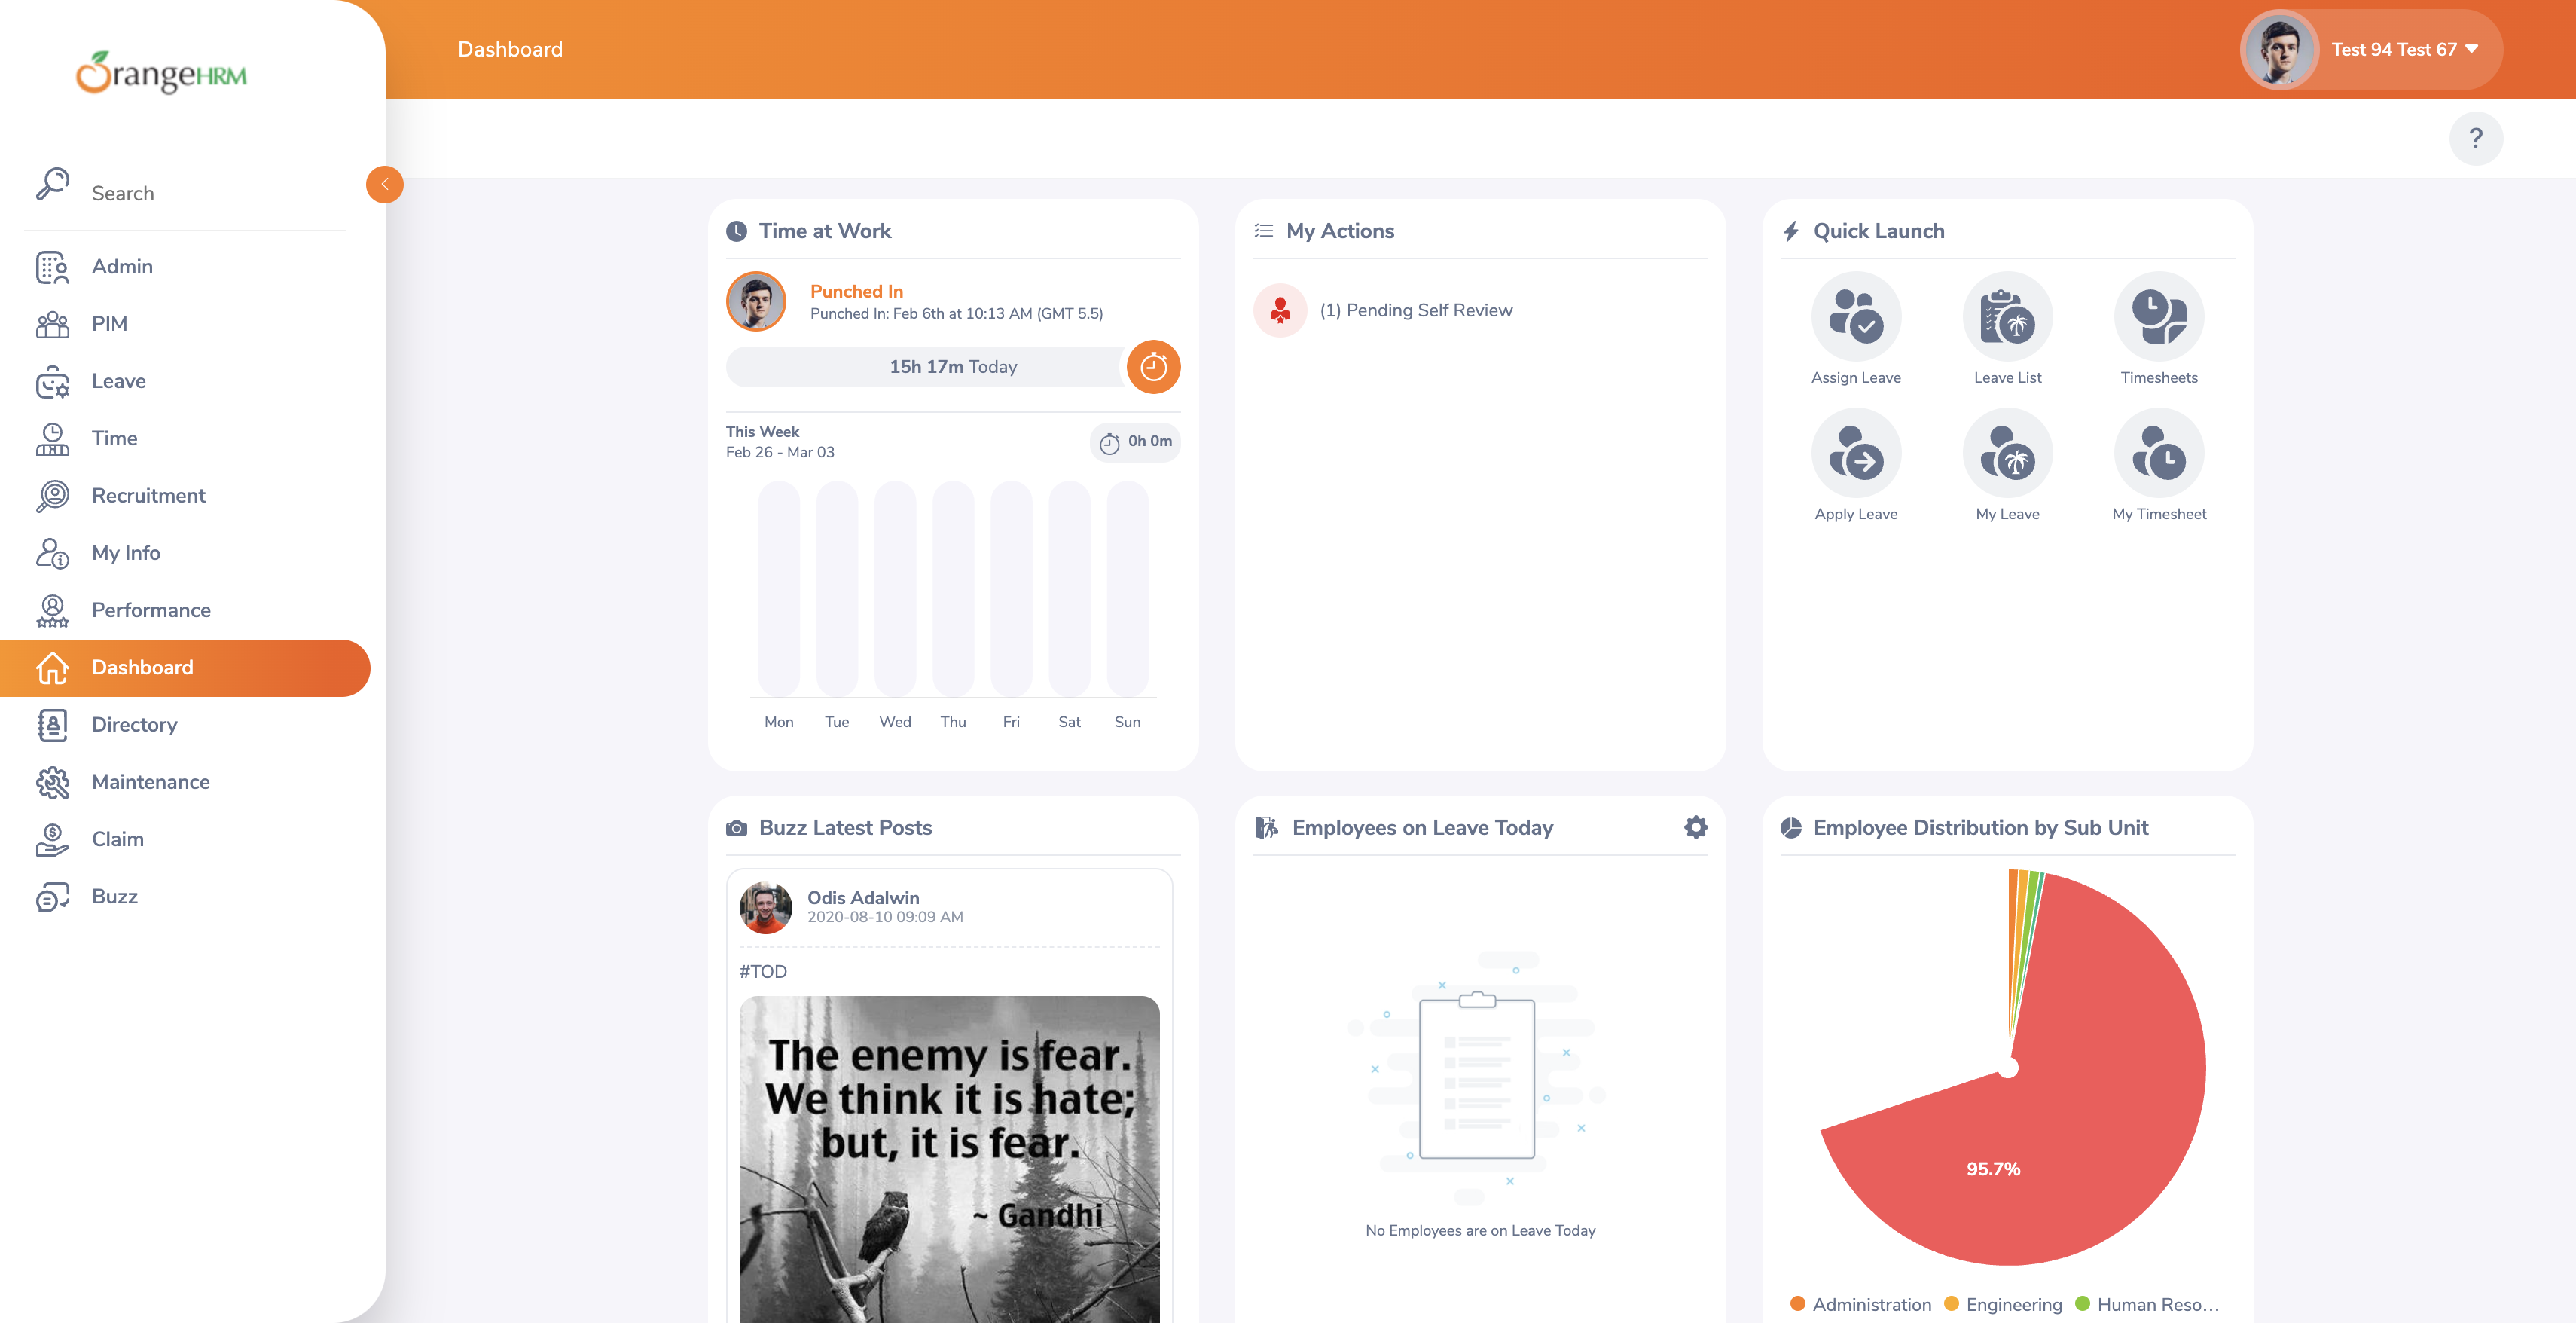 OrangeHRM
Search
Admin
PIM
Leave
Time
Recruitment
My Info
Performance
Dashboard
Directory
Maintenance
Claim
Buzz
Dashboard
Test 94 Test 67
?
Time at Work
Punched In
Punched In: Feb 6th at 10:13 AM (GMT 5.5)
15h 17m Today
This Week
Feb 26 - Mar 03
0h 0m
Mon Tue Wed Thu Fri Sat Sun
My Actions
(1) Pending Self Review
Quick Launch
Assign Leave Leave List Timesheets
Apply Leave My Leave My Timesheet
Buzz Latest Posts
Odis Adalwin
2020-08-10 09:09 AM
#TOD
The enemy is fear.
We think it is hate;
but, it is fear.
~ Gandhi
Employees on Leave Today
No Employees are on Leave Today
Employee Distribution by Sub Unit
95.7%
Administration Engineering Human Reso...